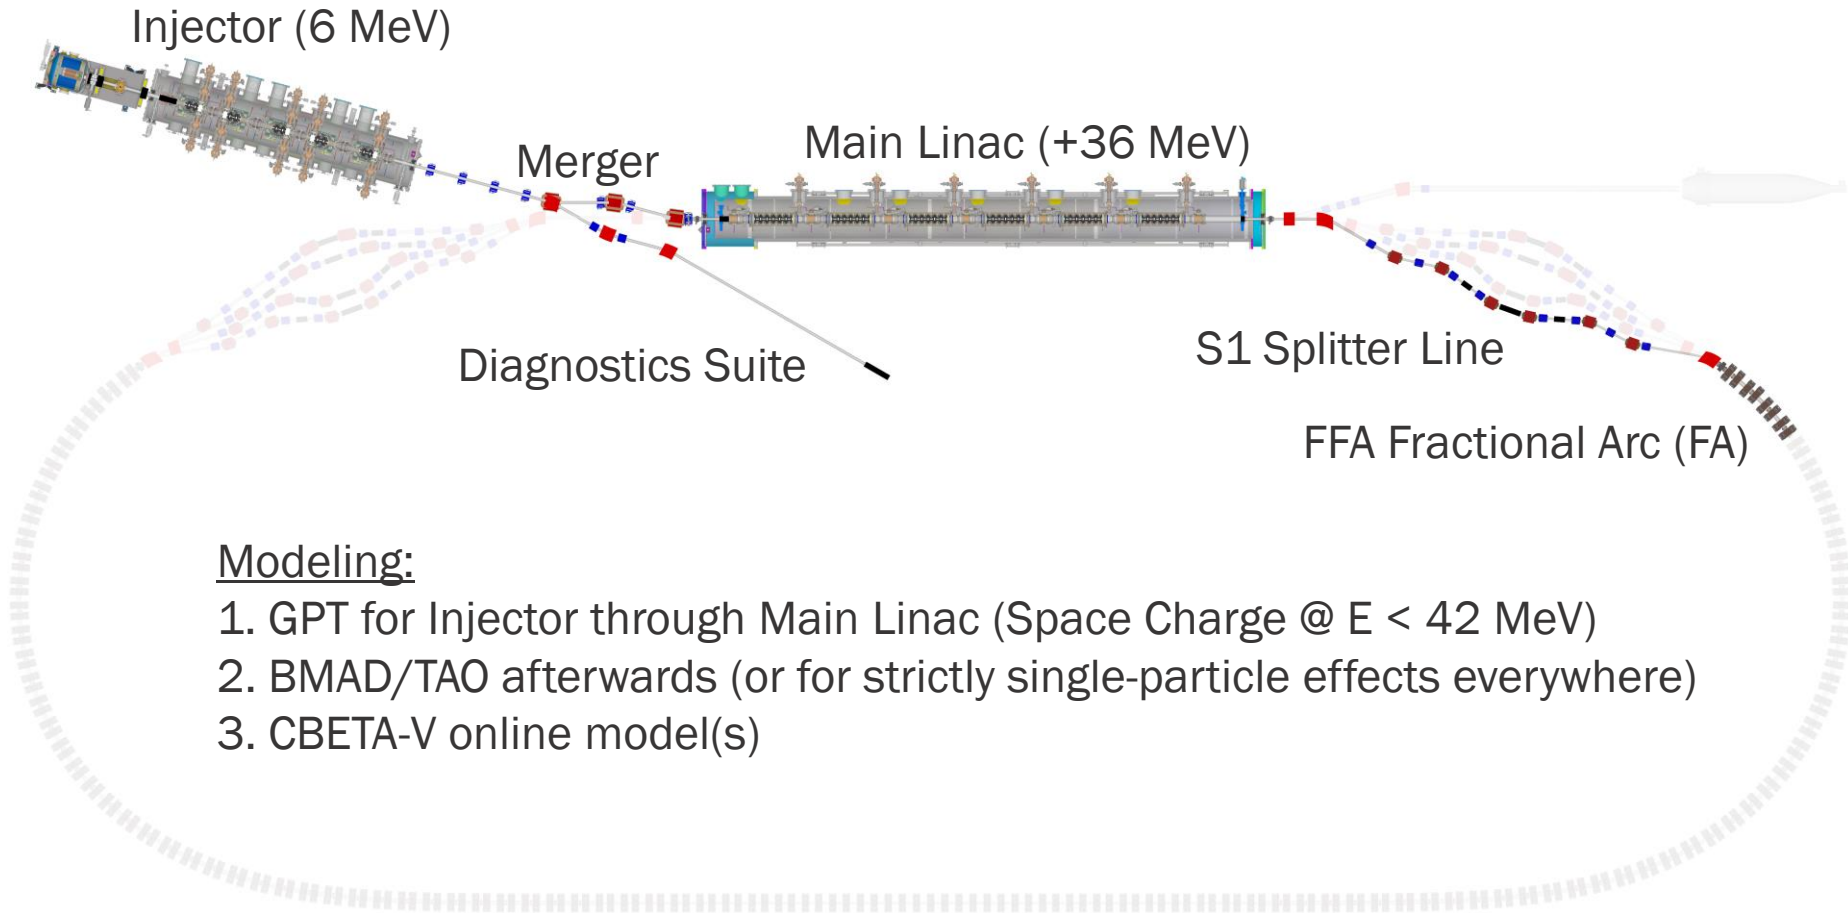 Injector (6 MeV)
Merger
Main Linac (+36 MeV)
Diagnostics Suite
S1 Splitter Line
FFA Fractional Arc (FA)
Modeling:
1. GPT for Injector through Main Linac (Space Charge @ E < 42 MeV)
2. BMAD/TAO afterwards (or for strictly single-particle effects everywhere)
3. CBETA-V online model(s)